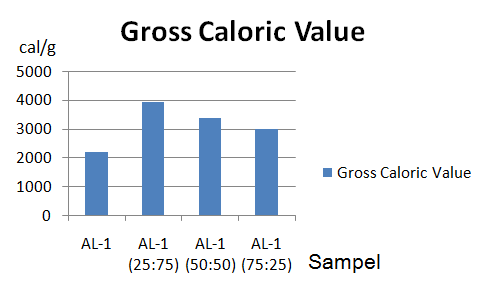 Gross Caloric Value
cal/g
5000
4000
3000
2000
1000
0
AL-1 AL-1 AL-1 AL-1
(25:75) (50:50) (75:25)
Sampel
Gross Caloric Value